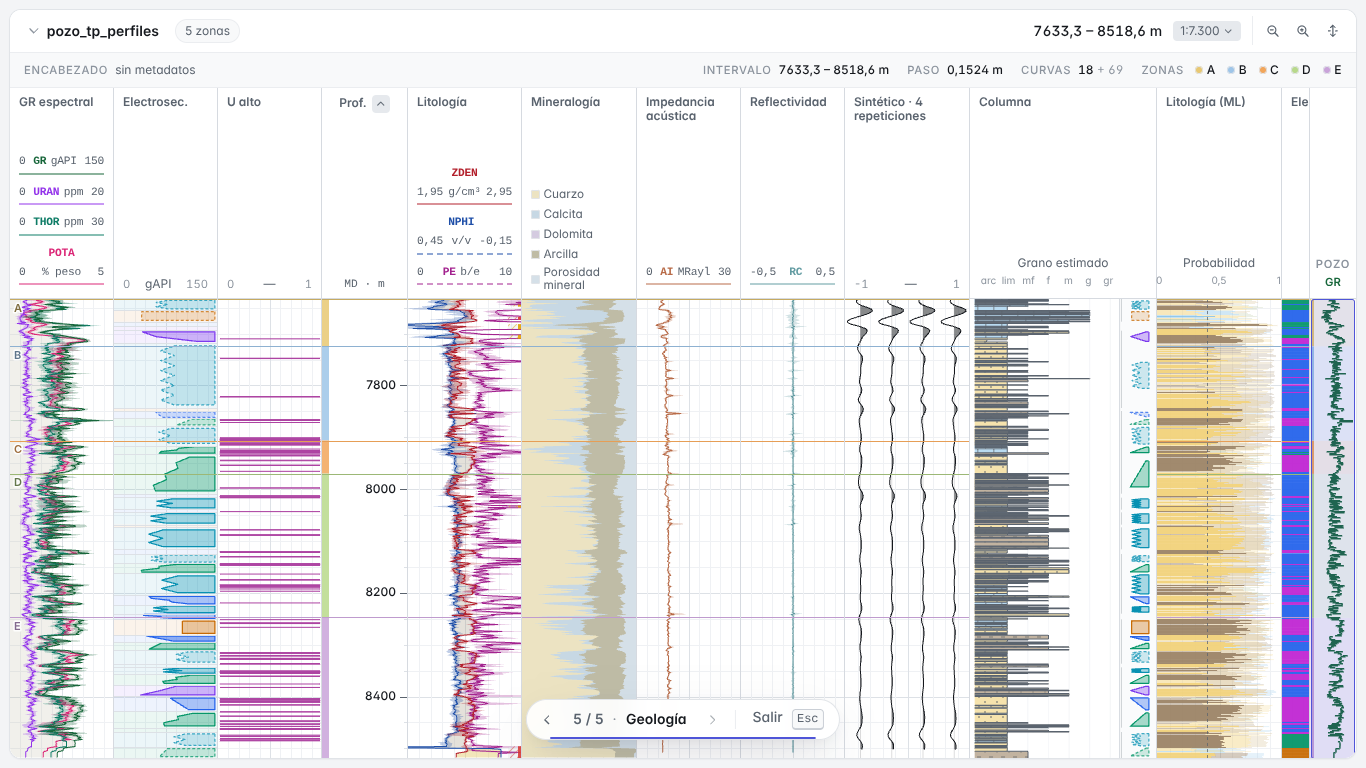 pozo_tp_perfiles
5 zonas
7633,3 – 8518,6 m
1:7.300
ENCABEZADO sin metadatos
INTERVALO 7633,3 – 8518,6 m PASO 0,1524 m CURVAS 18 + 69 ZONAS A B C D E
GR espectral
0 GR gAPI 150
0 URAN ppm 20
0 THOR ppm 30
POTA
0 % peso 5
Electrosec.
0 gAPI 150
U alto
0 — 1
Prof.
MD · m
Litología
ZDEN
1,95 g/cm³ 2,95
NPHI
0,45 v/v -0,15
0 PE b/e 10
Mineralogía
Cuarzo
Calcita
Dolomita
Arcilla
Porosidad
mineral
Impedancia
acústica
0 AI MRayl 30
Reflectividad
-0,5 RC 0,5
Sintético · 4
repeticiones
-1 — 1
Columna
Grano estimado
arc lim mf f m g gr
Litología (ML)
Probabilidad
0 0,5 1
Ele
POZO
GR
A
B
C
D
E
7800
8000
8200
8400
5 / 5 · Geología
Salir Esc